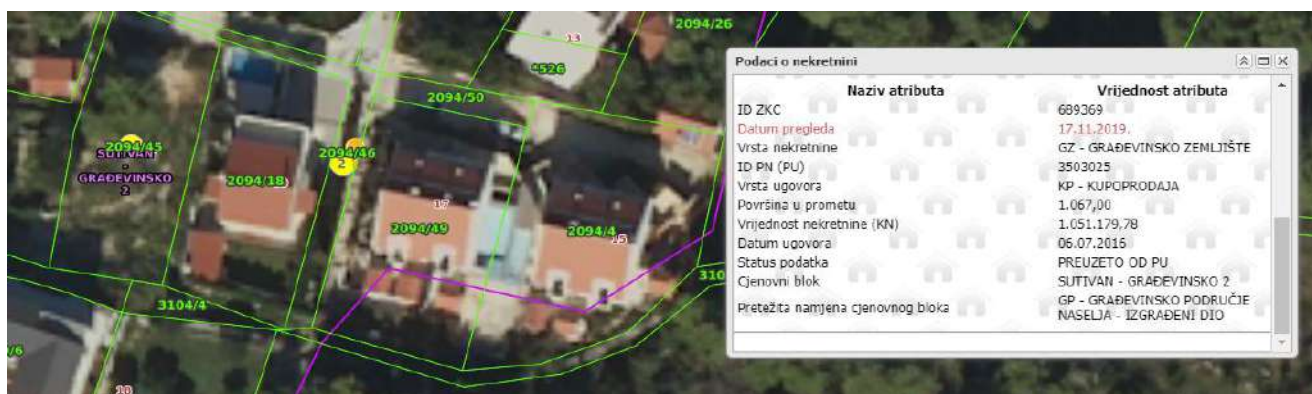 2094/26
13
4526
2094/50
2094/45
SUTIVAN
-
GRAĐEVINSKO
2
2094/46
2
2094/18
17
2094/49
2094/4
15
310
3104/4
/6
10
Podaci o nekretnini
Naziv atributa Vrijednost atributa
ID ZKC 689369
Datum pregleda 17.11.2019.
Vrsta nekretnine GZ - GRAĐEVINSKO ZEMLJIŠTE
ID PN (PU) 3503025
Vrsta ugovora KP - KUPOPRODAJA
Površina u prometu 1.067,00
Vrijednost nekretnine (KN) 1.051.179,78
Datum ugovora 06.07.2016
Status podatka PREUZETO OD PU
Cjenovni blok SUTIVAN - GRAĐEVINSKO 2
Pretežita namjena cjenovnog bloka GP - GRAĐEVINSKO PODRUČJE
NASELJA - IZGRAĐENI DIO